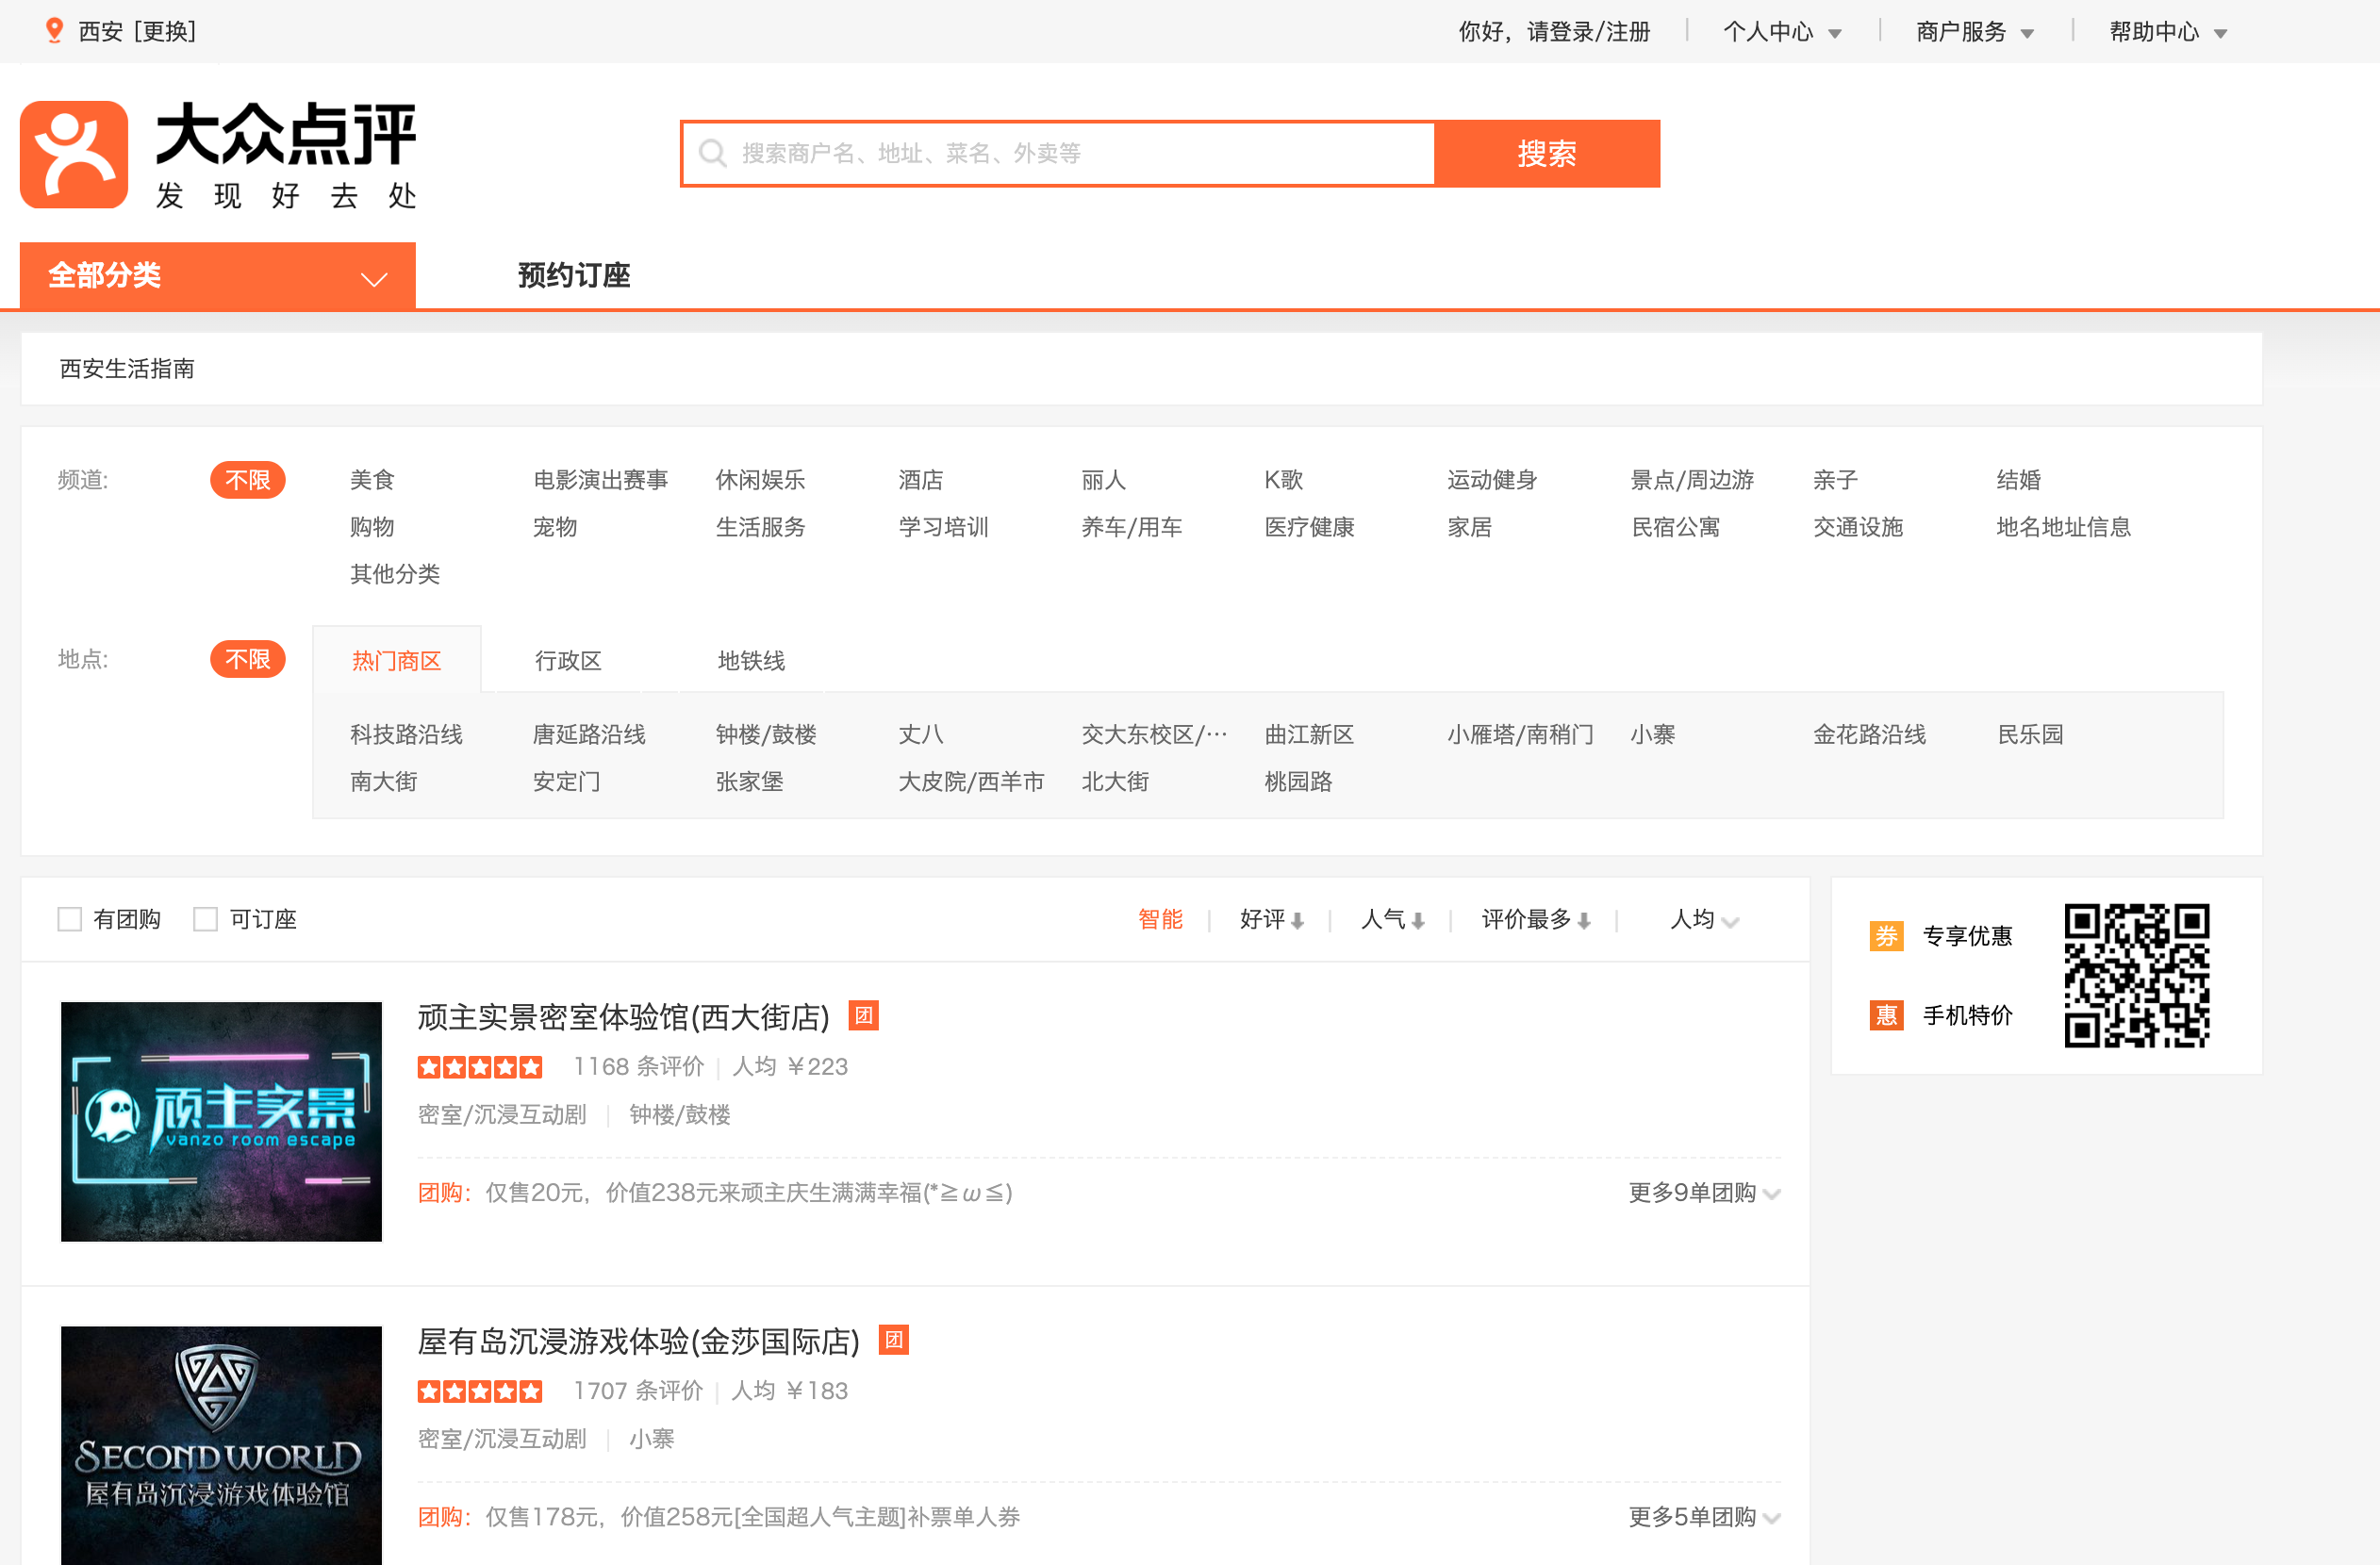 西安 [更换]
你好，请登录/注册 个人中心 商户服务 帮助中心
大众点评
发现好去处
搜索商户名、地址、菜名、外卖等
搜索
全部分类
预约订座
西安生活指南
频道: 不限 美食 电影演出赛事 休闲娱乐 酒店 丽人 K歌 运动健身 景点/周边游 亲子 结婚
购物 宠物 生活服务 学习培训 养车/用车 医疗健康 家居 民宿公寓 交通设施 地名地址信息
其他分类
地点: 不限 热门商区 行政区 地铁线
科技路沿线 唐延路沿线 钟楼/鼓楼 丈八 交大东校区/… 曲江新区 小雁塔/南稍门 小寨 金花路沿线 民乐园
南大街 安定门 张家堡 大皮院/西羊市 北大街 桃园路
有团购 可订座 智能 好评 人气 评价最多 人均
券 专享优惠
惠 手机特价
顽主实景
vanzo room escape
顽主实景密室体验馆(西大街店) 团
1168 条评价 人均 ￥223
密室/沉浸互动剧 钟楼/鼓楼
团购：仅售20元，价值238元来顽主庆生满满幸福(*≧ω≦)
更多9单团购
SECOND WORLD
屋有岛沉浸游戏体验馆
屋有岛沉浸游戏体验(金莎国际店) 团
1707 条评价 人均 ￥183
密室/沉浸互动剧 小寨
团购：仅售178元，价值258元[全国超人气主题]补票单人券
更多5单团购